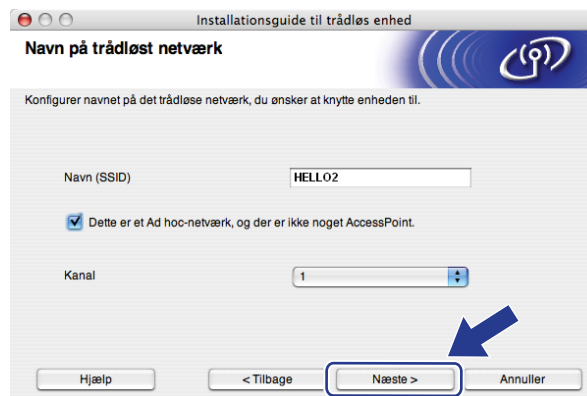 Installationsguide til trådløs enhed
Navn på trådløst netværk
Konfigurer navnet på det trådløse netværk, du ønsker at knytte enheden til.
Navn (SSID) HELLO2
Dette er et Ad hoc-netværk, og der er ikke noget AccessPoint.
Kanal 1
Hjælp < Tilbage Næste > Annuller